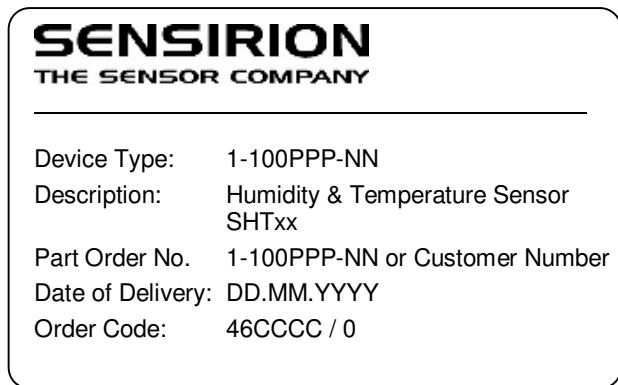 SENSIRION
THE SENSOR COMPANY
Device Type: 1-100PPP-NN
Description: Humidity & Temperature Sensor
SHTxx
Part Order No. 1-100PPP-NN or Customer Number
Date of Delivery: DD.MM.YYYY
Order Code: 46CCCC / 0